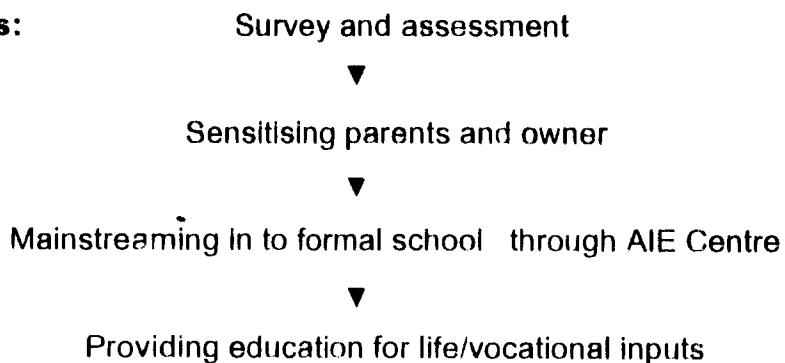 s: Survey and assessment
▼
Sensitising parents and owner
▼
Mainstreaming in to formal school through AIE Centre
▼
Providing education for life/vocational inputs